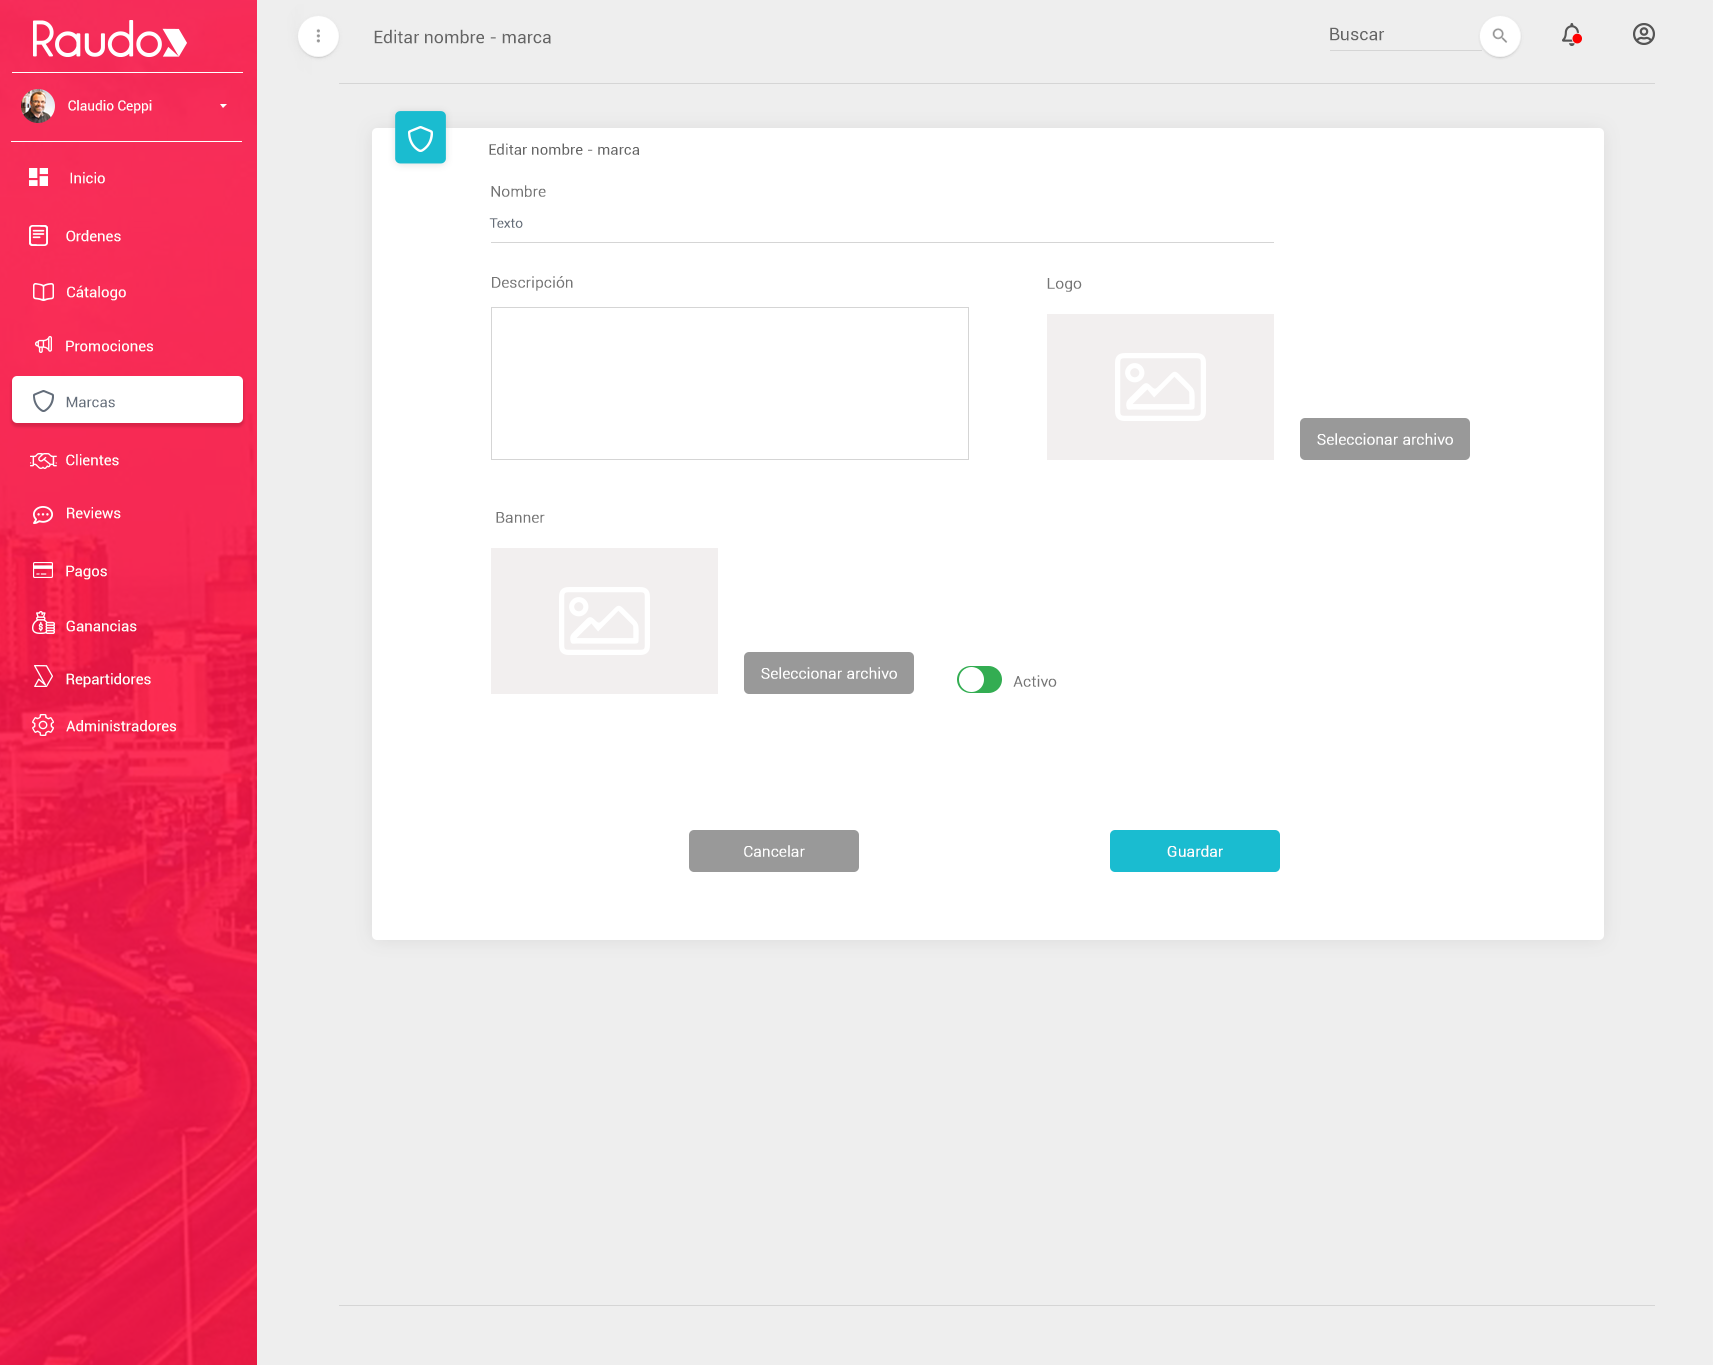 Raudo
Claudio Ceppi
Inicio
Ordenes
Cátalogo
Promociones
Marcas
Clientes
Reviews
Pagos
Ganancias
Repartidores
Administradores
Editar nombre - marca
Buscar
Editar nombre - marca
Nombre
Texto
Descripción
Logo
Seleccionar archivo
Banner
Seleccionar archivo
Activo
Cancelar
Guardar